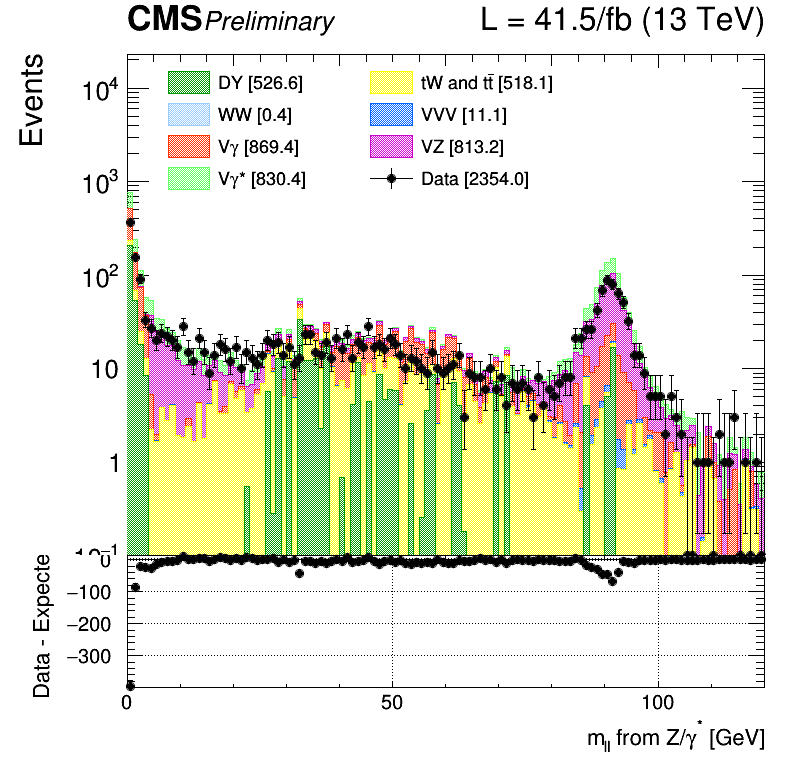 CMS Preliminary L = 41.5/fb (13 TeV)
Events
DY [526.6]
tW and tt̄ [518.1]
WW [0.4]
VVV [11.1]
Vγ [869.4]
VZ [813.2]
Vγ* [830.4]
Data [2354.0]
10⁴
10³
10²
10
1
0
−100
−200
−300
Data - Expecte
0 50 100
m_ll from Z/γ* [GeV]